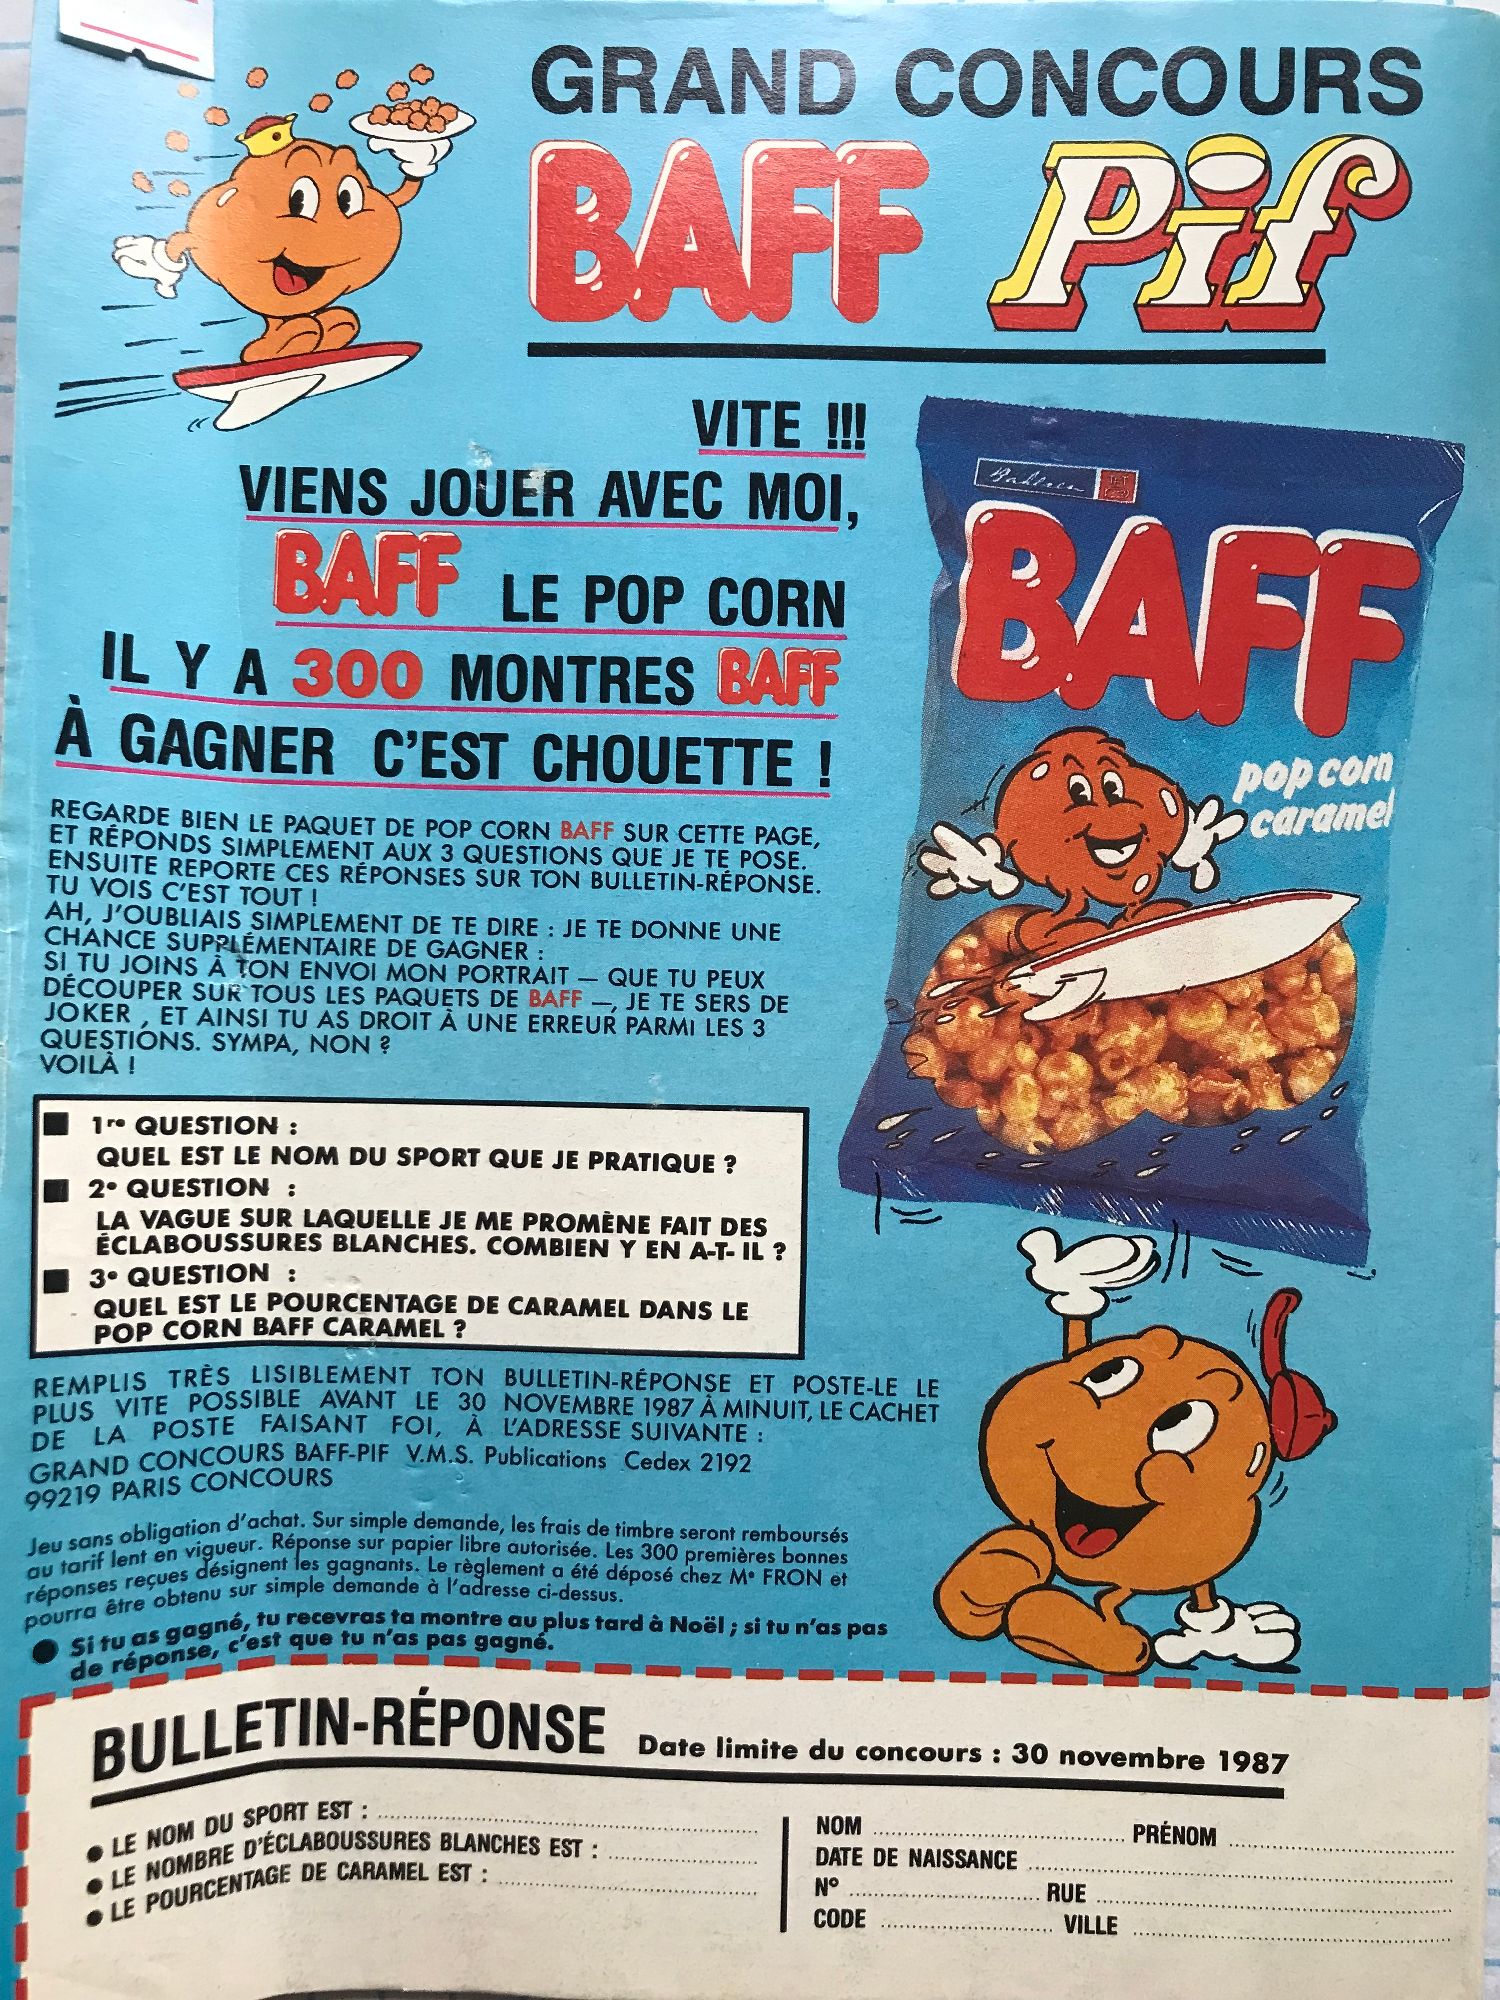 GRAND CONCOURS
BAFF Pif
VITE !!!
VIENS JOUER AVEC MOI,
BAFF LE POP CORN
IL Y A 300 MONTRES BAFF
À GAGNER C'EST CHOUETTE !
Bahlsen TET
BAFF
pop corn
caramel
REGARDE BIEN LE PAQUET DE POP CORN BAFF SUR CETTE PAGE,
ET RÉPONDS SIMPLEMENT AUX 3 QUESTIONS QUE JE TE POSE.
ENSUITE REPORTE CES RÉPONSES SUR TON BULLETIN-RÉPONSE.
TU VOIS C'EST TOUT !
AH, J'OUBLIAIS SIMPLEMENT DE TE DIRE : JE TE DONNE UNE
CHANCE SUPPLÉMENTAIRE DE GAGNER :
SI TU JOINS À TON ENVOI MON PORTRAIT — QUE TU PEUX
DÉCOUPER SUR TOUS LES PAQUETS DE BAFF —, JE TE SERS DE
JOKER , ET AINSI TU AS DROIT À UNE ERREUR PARMI LES 3
QUESTIONS. SYMPA, NON ?
VOILÀ !
■ 1re QUESTION :
QUEL EST LE NOM DU SPORT QUE JE PRATIQUE ?
■ 2e QUESTION :
LA VAGUE SUR LAQUELLE JE ME PROMÈNE FAIT DES
ÉCLABOUSSURES BLANCHES. COMBIEN Y EN A-T- IL ?
■ 3e QUESTION :
QUEL EST LE POURCENTAGE DE CARAMEL DANS LE
POP CORN BAFF CARAMEL ?
REMPLIS TRÈS LISIBLEMENT TON BULLETIN-RÉPONSE ET POSTE-LE LE
PLUS VITE POSSIBLE AVANT LE 30 NOVEMBRE 1987 À MINUIT, LE CACHET
DE LA POSTE FAISANT FOI, À L'ADRESSE SUIVANTE :
GRAND CONCOURS BAFF-PIF V.M.S. Publications Cedex 2192
99219 PARIS CONCOURS
Jeu sans obligation d'achat. Sur simple demande, les frais de timbre seront remboursés
au tarif lent en vigueur. Réponse sur papier libre autorisée. Les 300 premières bonnes
réponses reçues désignent les gagnants. Le règlement a été déposé chez Me FRON et
pourra être obtenu sur simple demande à l'adresse ci-dessus.
● Si tu as gagné, tu recevras ta montre au plus tard à Noël ; si tu n'as pas
de réponse, c'est que tu n'as pas gagné.
BULLETIN-RÉPONSE Date limite du concours : 30 novembre 1987
● LE NOM DU SPORT EST :
● LE NOMBRE D'ÉCLABOUSSURES BLANCHES EST :
● LE POURCENTAGE DE CARAMEL EST :
NOM PRÉNOM
DATE DE NAISSANCE
N° RUE
CODE VILLE